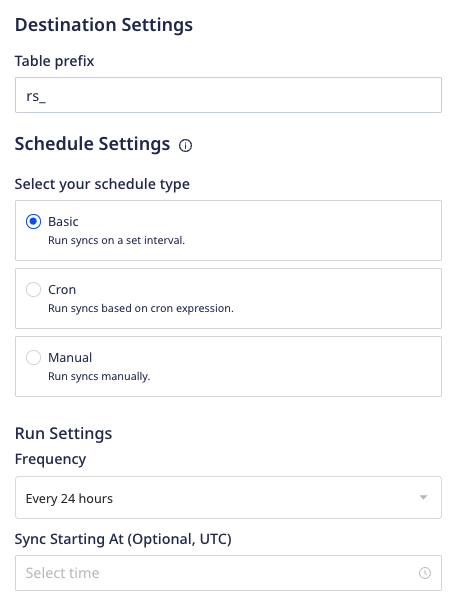 Destination Settings
Table prefix
rs_
Schedule Settings
Select your schedule type
Basic
Run syncs on a set interval.
Cron
Run syncs based on cron expression.
Manual
Run syncs manually.
Run Settings
Frequency
Every 24 hours
Sync Starting At (Optional, UTC)
Select time